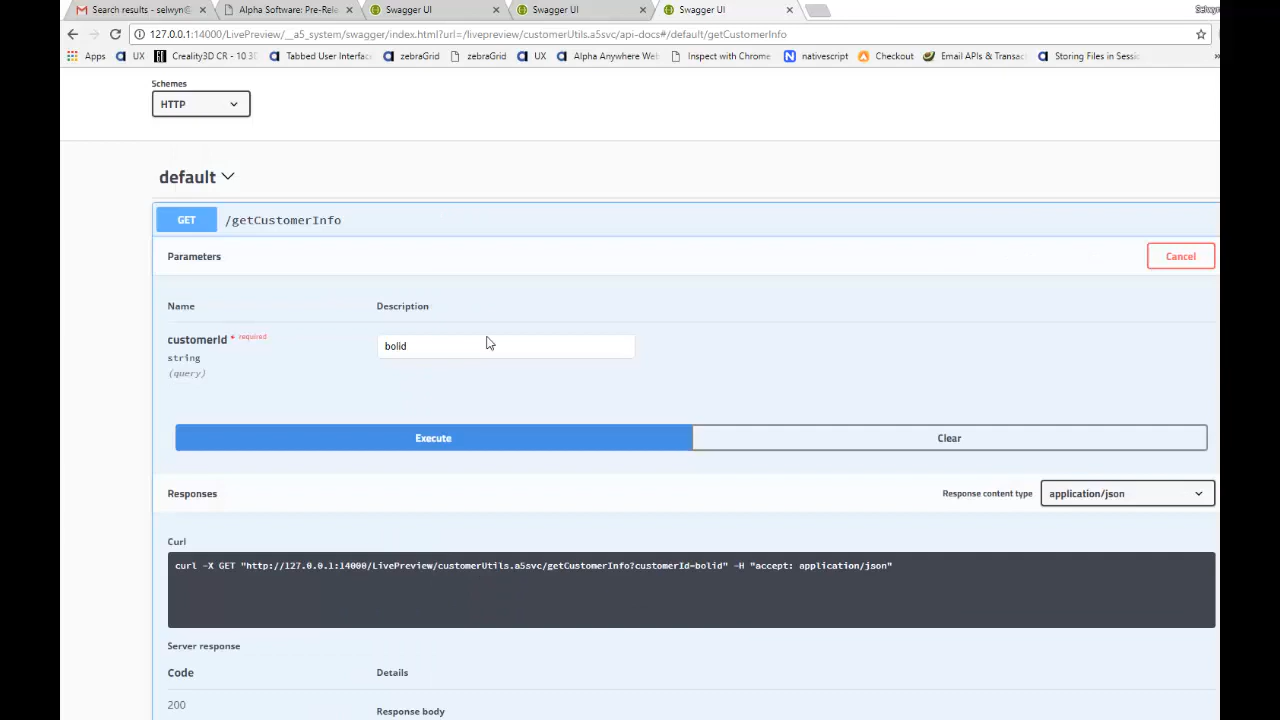 Search results - selwyn@ Alpha Software: Pre-Rele Swagger UI Swagger UI Swagger UI Selwyn
127.0.0.1:14000/LivePreview/__a5_system/swagger/index.html?url=/livepreview/customerUtils.a5svc/api-docs#/default/getCustomerInfo
Apps UX Creality3D CR - 10 3D Tabbed User Interface zebraGrid zebraGrid UX Alpha Anywhere Web Inspect with Chrome nativescript Checkout Email APIs & Transac Storing Files in Sessio »
Schemes
HTTP
default
GET /getCustomerInfo
Parameters Cancel
Name Description
customerId * required
bolid
string
(query)
Execute Clear
Responses Response content type application/json
Curl
curl -X GET "http://127.0.0.1:14000/LivePreview/customerUtils.a5svc/getCustomerInfo?customerId=bolid" -H "accept: application/json"
Server response
Code Details
200
Response body